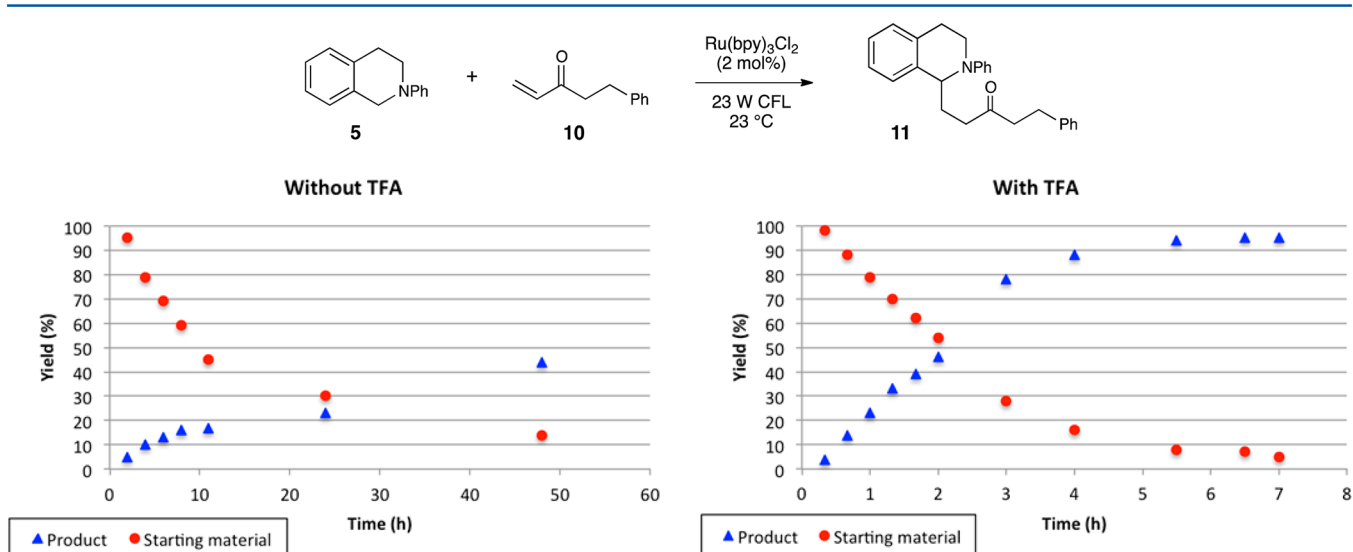 O
N
Ph
5
+
O
Ph
10
Ru(bpy)₃Cl₂
(2 mol%)
23 W CFL
23 °C
N
Ph
O
Ph
11
Without TFA
Yield (%)
100
90
80
70
60
50
40
30
20
10
0
0 10 20 30 40 50 60
Time (h)
Product Starting material
With TFA
Yield (%)
100
90
80
70
60
50
40
30
20
10
0
0 1 2 3 4 5 6 7 8
Time (h)
Product Starting material